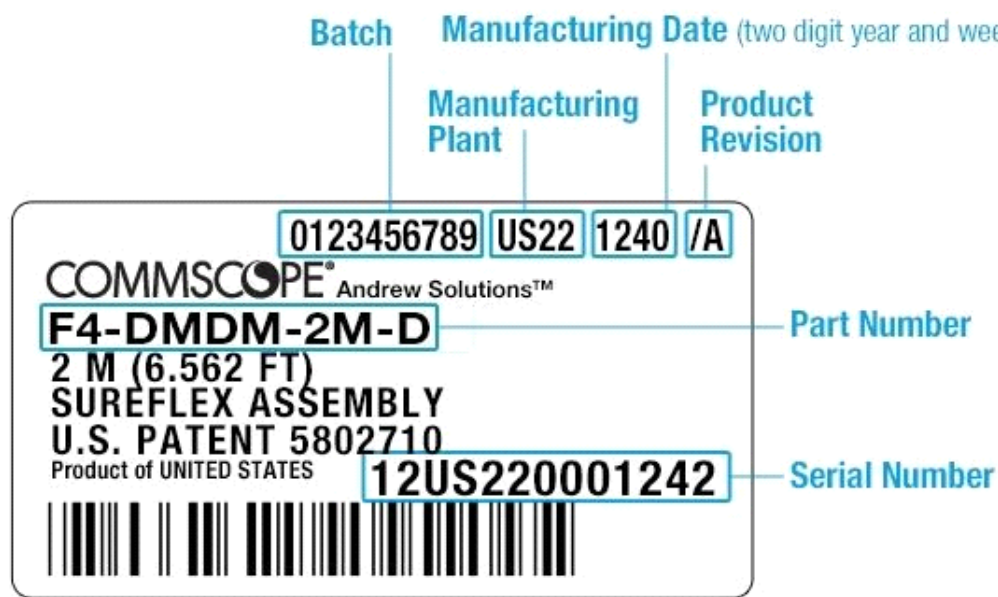 Batch
Manufacturing Date (two digit year and wee
Manufacturing
Plant
Product
Revision
0123456789 US22 1240 /A
COMMSCOPE® Andrew Solutions™
F4-DMDM-2M-D
Part Number
2 M (6.562 FT)
SUREFLEX ASSEMBLY
U.S. PATENT 5802710
Product of UNITED STATES
12US220001242
Serial Number